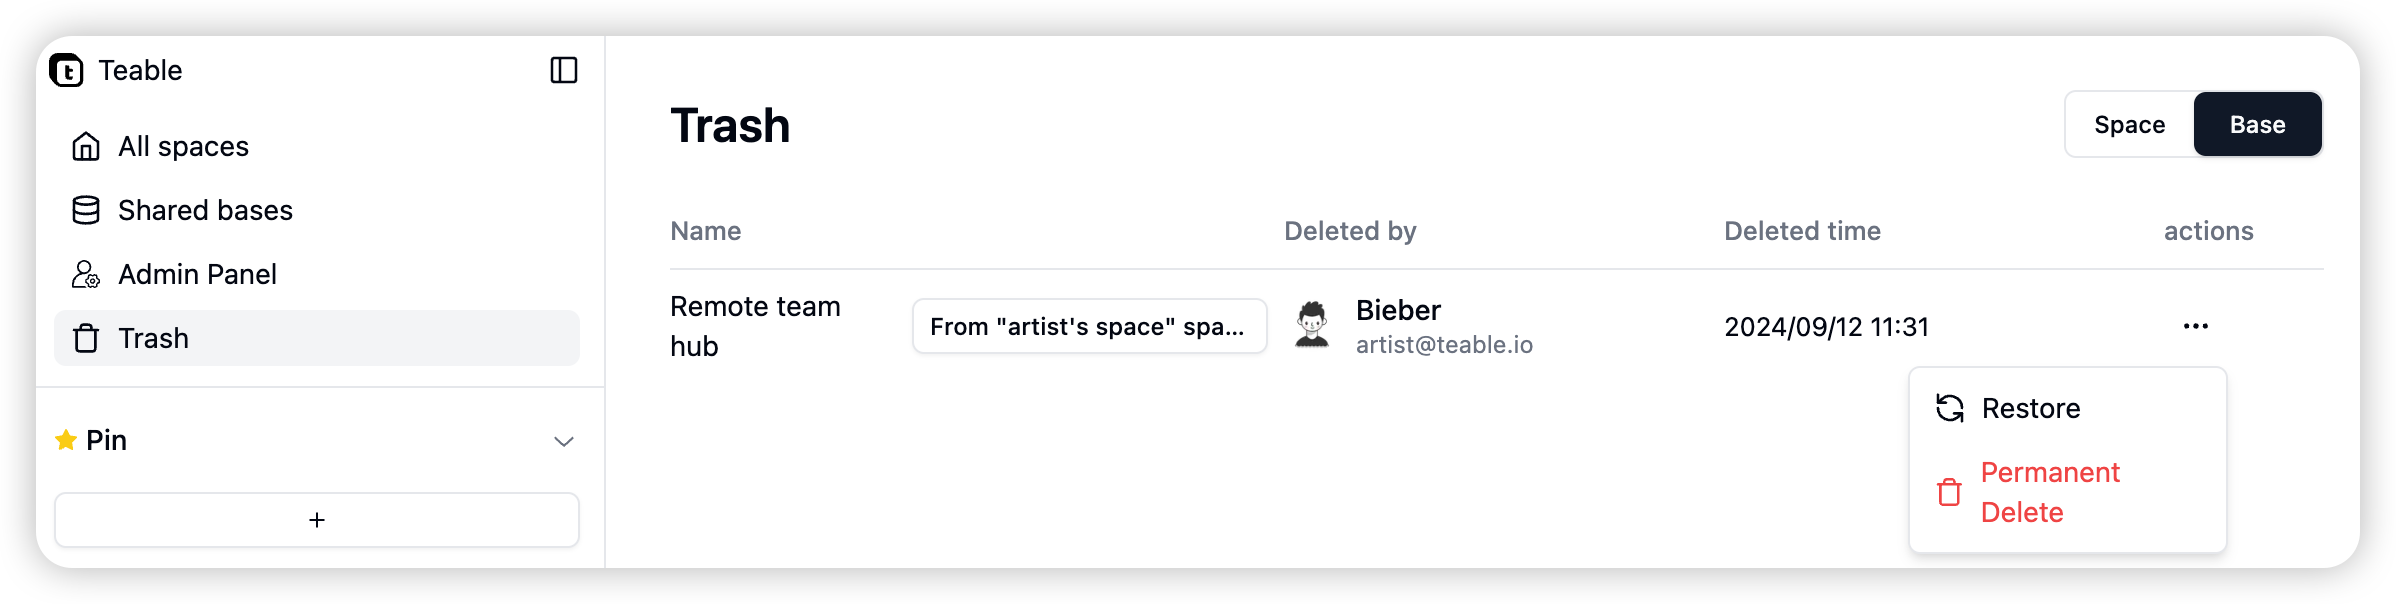 Teable
All spaces
Shared bases
Admin Panel
Trash
Pin
+
Trash
Space
Base
Name
Deleted by
Deleted time
actions
Remote team
hub
From "artist's space" spa...
Bieber
artist@teable.io
2024/09/12 11:31
Restore
Permanent
Delete